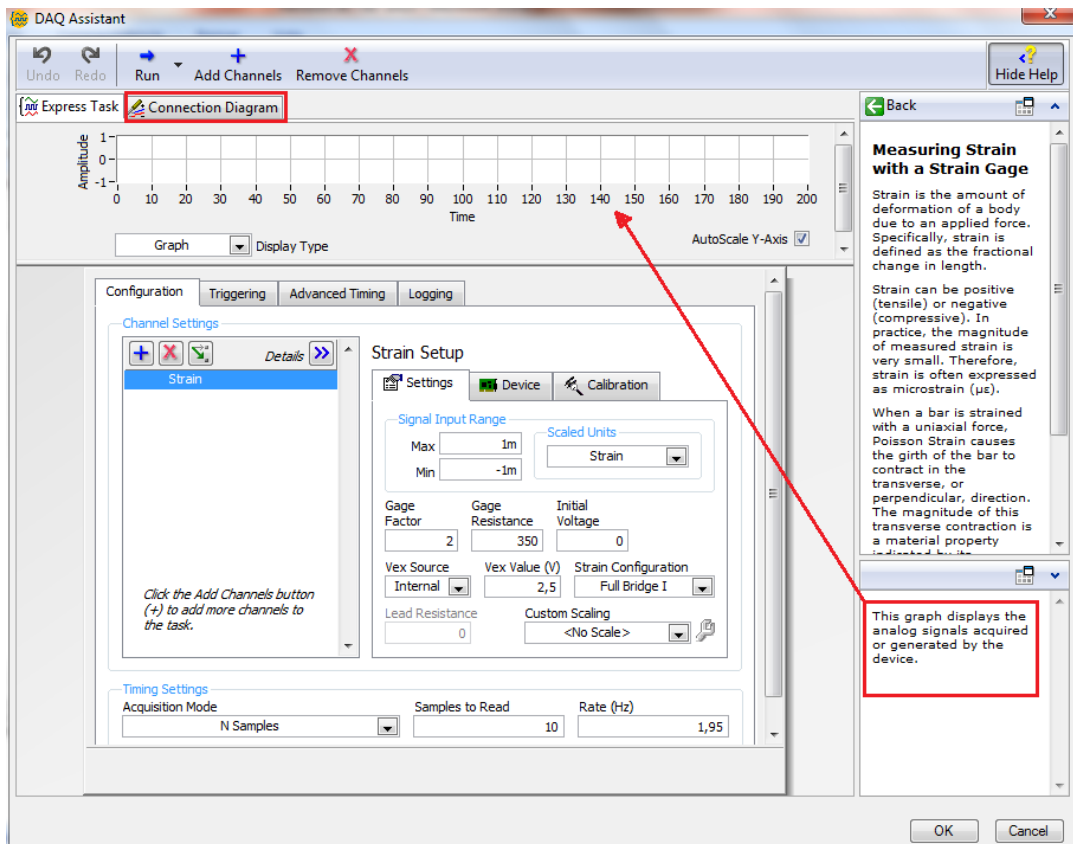 DAQ Assistant
Undo Redo Run Add Channels Remove Channels Hide Help
Express Task Connection Diagram
Amplitude
1
0
-1
0 10 20 30 40 50 60 70 80 90 100 110 120 130 140 150 160 170 180 190 200
Time
Graph Display Type AutoScale Y-Axis
Configuration Triggering Advanced Timing Logging
Channel Settings
Details
Strain
Click the Add Channels button
(+) to add more channels to
the task.
Strain Setup
Settings Device Calibration
Signal Input Range
Max 1m
Min -1m
Scaled Units
Strain
Gage
Factor
2
Gage
Resistance
350
Initial
Voltage
0
Vex Source
Internal
Vex Value (V)
2,5
Strain Configuration
Full Bridge I
Lead Resistance
0
Custom Scaling
<No Scale>
Timing Settings
Acquisition Mode
N Samples
Samples to Read
10
Rate (Hz)
1,95
Back
Measuring Strain
with a Strain Gage
Strain is the amount of
deformation of a body
due to an applied force.
Specifically, strain is
defined as the fractional
change in length.
Strain can be positive
(tensile) or negative
(compressive). In
practice, the magnitude
of measured strain is
very small. Therefore,
strain is often expressed
as microstrain (µε).
When a bar is strained
with a uniaxial force,
Poisson Strain causes
the girth of the bar to
contract in the
transverse, or
perpendicular, direction.
The magnitude of this
transverse contraction is
a material property
indicated by its
This graph displays the
analog signals acquired
or generated by the
device.
OK Cancel